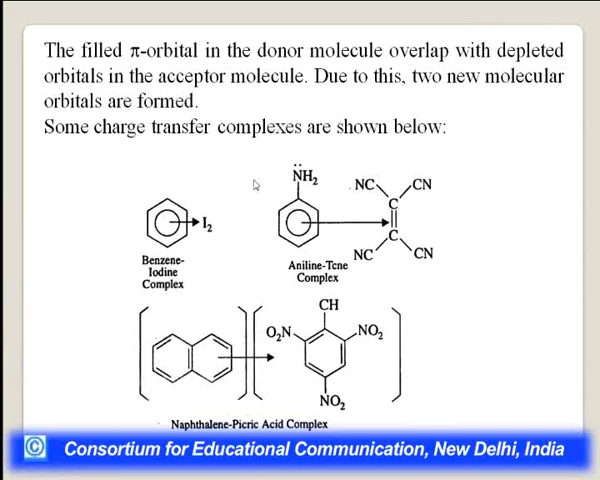 The filled π-orbital in the donor molecule overlap with depleted
orbitals in the acceptor molecule. Due to this, two new molecular
orbitals are formed.
Some charge transfer complexes are shown below:
N̈H₂
NC CN
C
I₂
C
NC CN
Benzene-
Iodine
Complex
Aniline-Tcne
Complex
CH
O₂N NO₂
NO₂
Naphthalene-Picric Acid Complex
© Consortium for Educational Communication, New Delhi, India